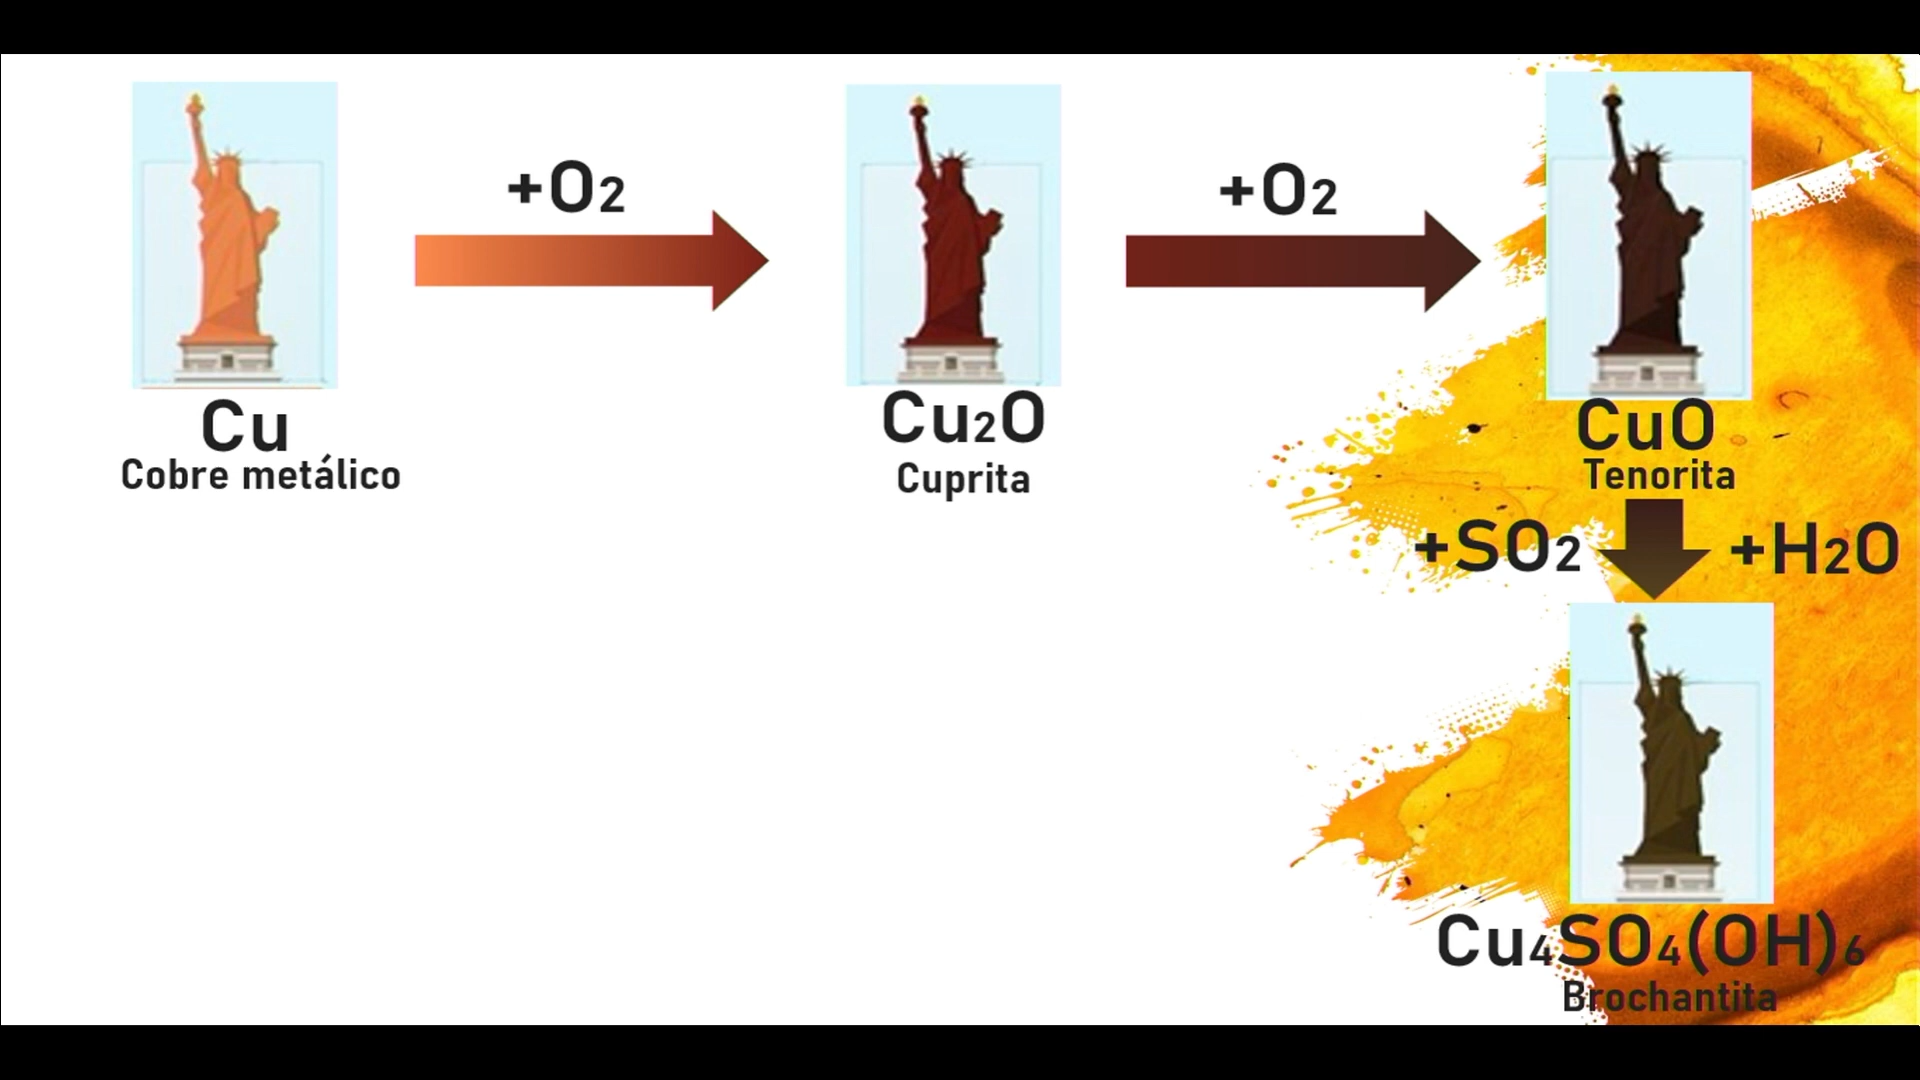 +O2
+O2
Cu
Cobre metálico
Cu2O
Cuprita
CuO
Tenorita
+SO2
+H2O
Cu4SO4(OH)6
Brochantita